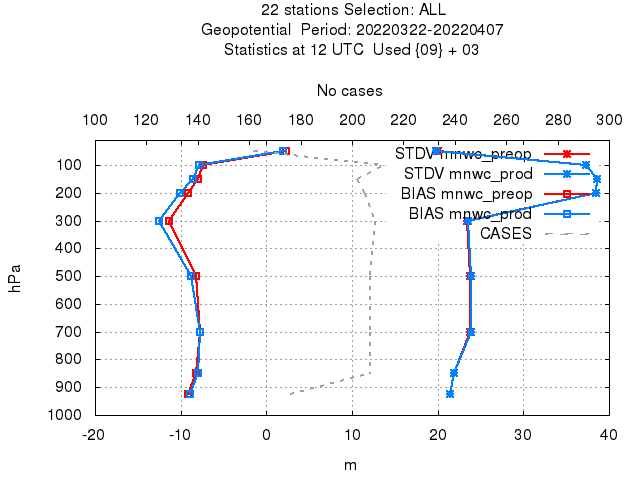 22 stations Selection: ALL
Geopotential  Period: 20220322-20220407
Statistics at 12 UTC  Used {09} + 03
No cases
100 120 140 160 180 200 220 240 260 280 300
STDV mnwc_preop
STDV mnwc_prod
BIAS mnwc_preop
BIAS mnwc_prod
CASES
100
200
300
400
500
600
700
800
900
1000
hPa
-20 -10 0 10 20 30 40
m